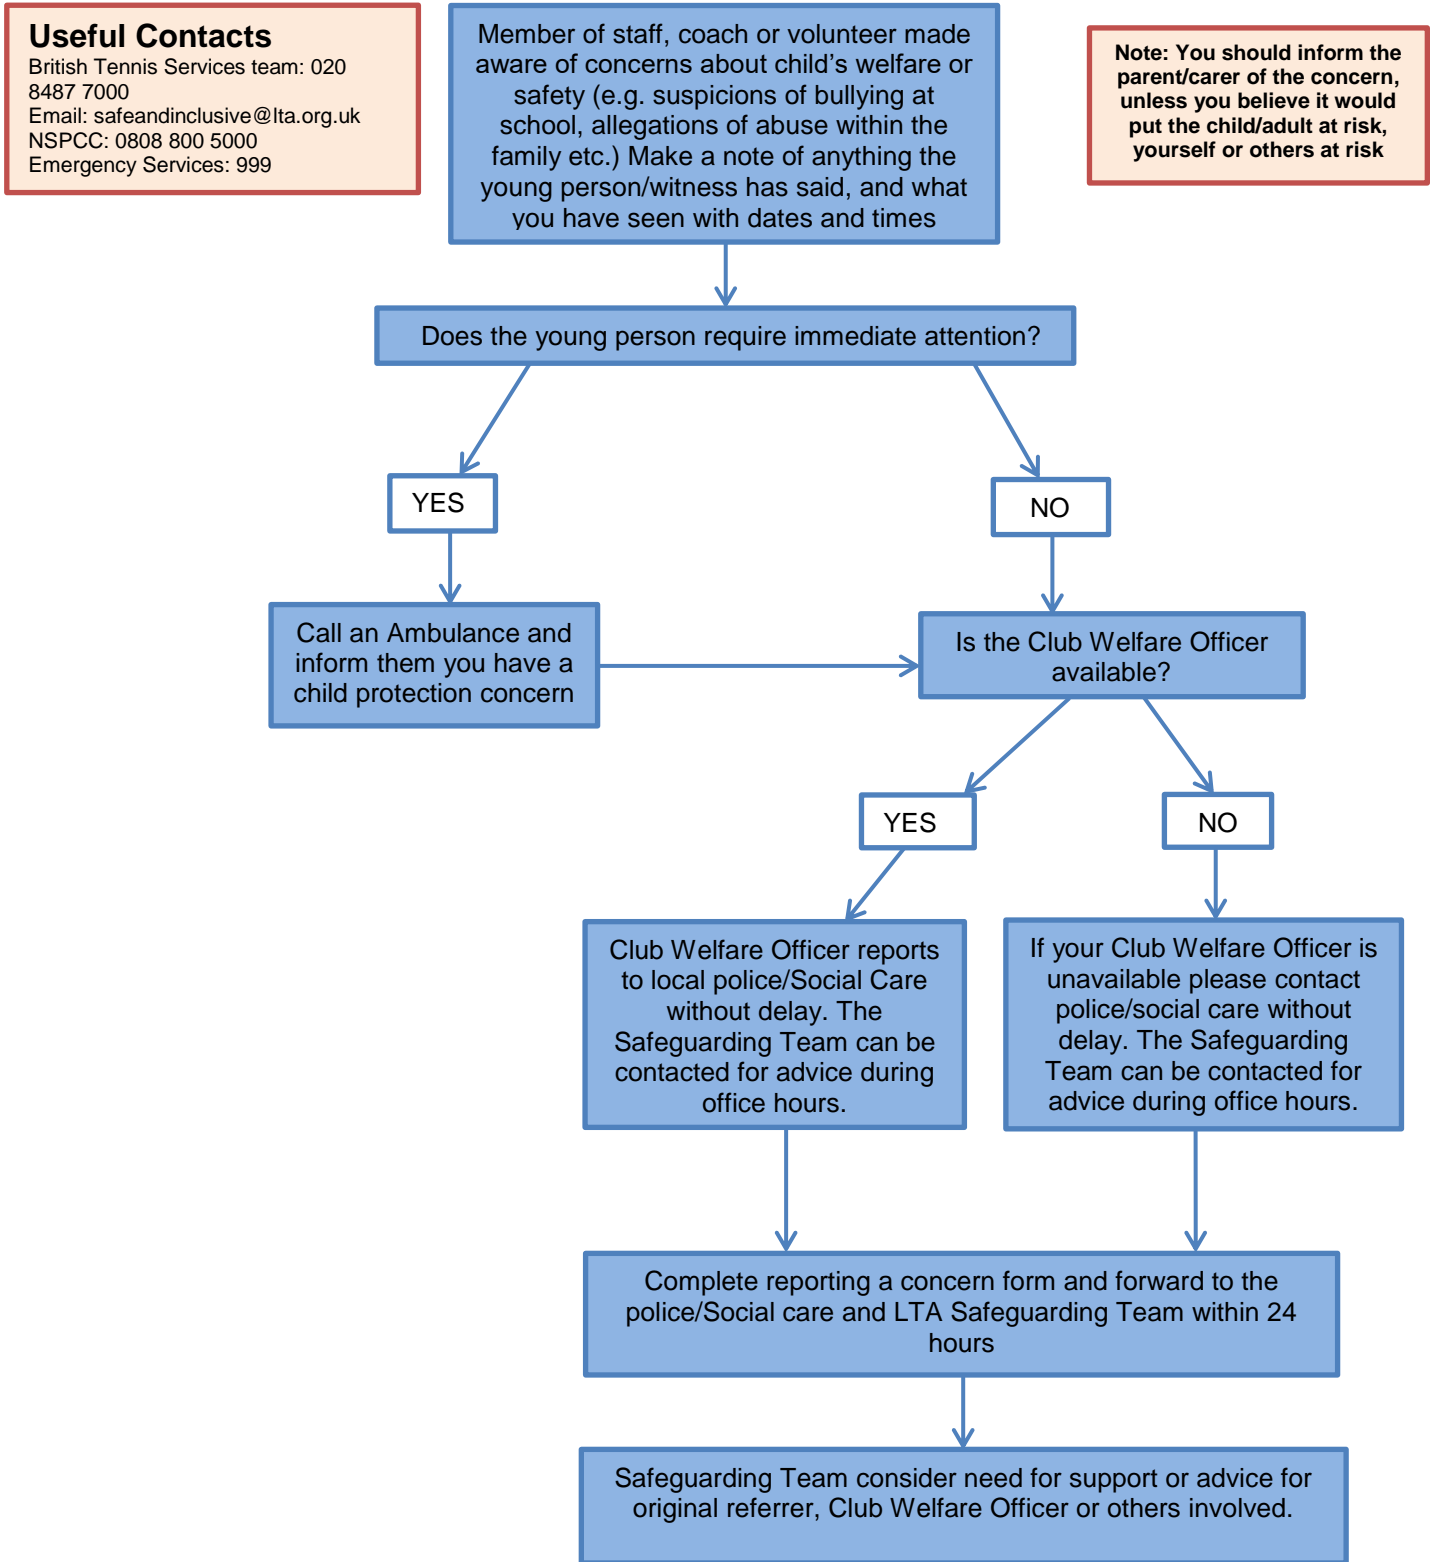 Useful Contacts
British Tennis Services team: 020
8487 7000
Email: safeandinclusive@lta.org.uk
NSPCC: 0808 800 5000
Emergency Services: 999
Member of staff, coach or volunteer made
aware of concerns about child’s welfare or
safety (e.g. suspicions of bullying at
school, allegations of abuse within the
family etc.) Make a note of anything the
young person/witness has said, and what
you have seen with dates and times
Note: You should inform the
parent/carer of the concern,
unless you believe it would
put the child/adult at risk,
yourself or others at risk
Does the young person require immediate attention?
YES
NO
Call an Ambulance and
inform them you have a
child protection concern
Is the Club Welfare Officer
available?
YES
NO
Club Welfare Officer reports
to local police/Social Care
without delay. The
Safeguarding Team can be
contacted for advice during
office hours.
If your Club Welfare Officer is
unavailable please contact
police/social care without
delay. The Safeguarding
Team can be contacted for
advice during office hours.
Complete reporting a concern form and forward to the
police/Social care and LTA Safeguarding Team within 24
hours
Safeguarding Team consider need for support or advice for
original referrer, Club Welfare Officer or others involved.